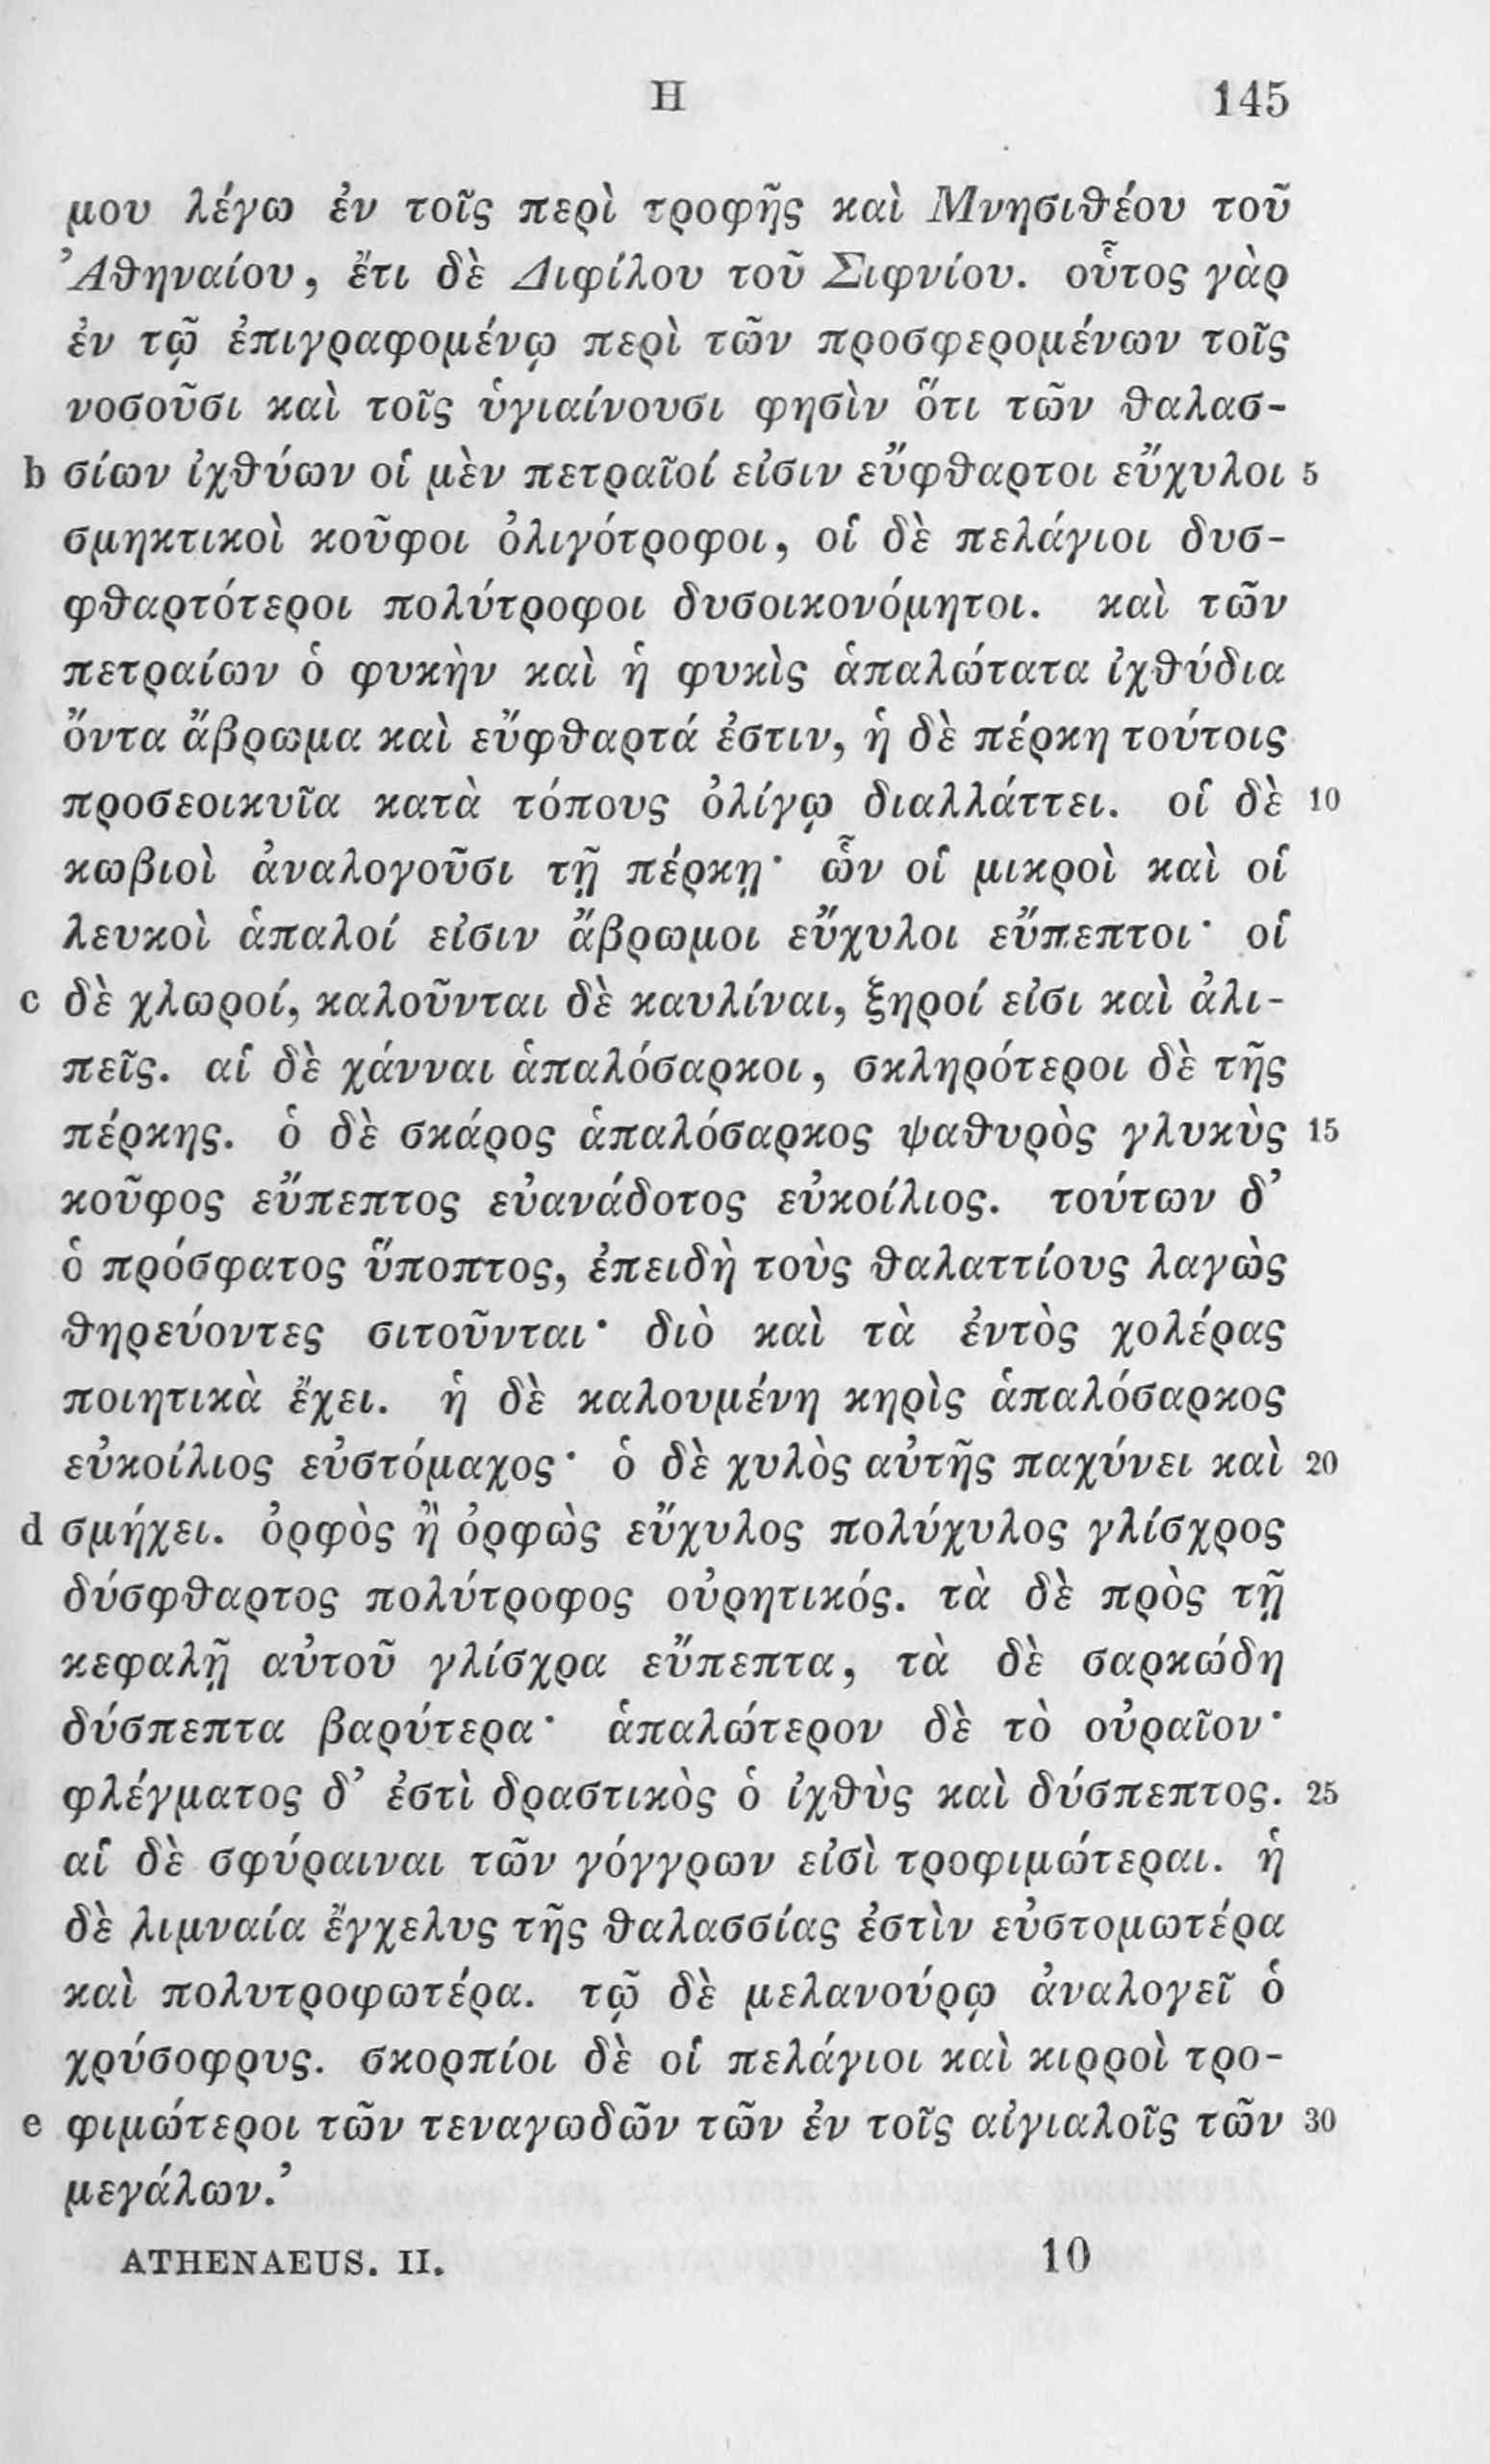 H 145
μου λέγω ἐν τοῖς περὶ τροφῆς καὶ Μνησιθέου τοῦ
Ἀθηναίου, ἔτι δὲ Διφίλου τοῦ Σιφνίου. οὗτος γὰρ
ἐν τῷ ἐπιγραφομένῳ περὶ τῶν προσφερομένων τοῖς
νοσοῦσι καὶ τοῖς ὑγιαίνουσι φησὶν ὅτι τῶν θαλασ-
b σίων ἰχθύων οἱ μὲν πετραῖοί εἰσιν εὔφθαρτοι εὔχυλοι 5
σμηκτικοὶ κοῦφοι ὀλιγότροφοι, οἱ δὲ πελάγιοι δυσ-
φθαρτότεροι πολύτροφοι δυσοικονόμητοι. καὶ τῶν
πετραίων ὁ φυκὴν καὶ ἡ φυκὶς ἁπαλώτατα ἰχθύδια
ὄντα ἄβρωμα καὶ εὔφθαρτά ἐστιν, ἡ δὲ πέρκη τούτοις
προσεοικυῖα κατὰ τόπους ὀλίγῳ διαλλάττει. οἱ δὲ 10
κωβιοὶ ἀναλογοῦσι τῇ πέρκῃ· ὧν οἱ μικροὶ καὶ οἱ
λευκοὶ ἁπαλοί εἰσιν ἄβρωμοι εὔχυλοι εὔπεπτοι· οἱ
c δὲ χλωροί, καλοῦνται δὲ καυλίναι, ξηροί εἰσι καὶ ἀλι-
πεῖς. αἱ δὲ χάνναι ἁπαλόσαρκοι, σκληρότεροι δὲ τῆς
πέρκης. ὁ δὲ σκάρος ἁπαλόσαρκος ψαθυρὸς γλυκὺς 15
κοῦφος εὔπεπτος εὐανάδοτος εὐκοίλιος. τούτων δ’
ὁ πρόσφατος ὕποπτος, ἐπειδὴ τοὺς θαλαττίους λαγὼς
θηρεύοντες σιτοῦνται· διὸ καὶ τὰ ἐντὸς χολέρας
ποιητικὰ ἔχει. ἡ δὲ καλουμένη κηρὶς ἁπαλόσαρκος
εὐκοίλιος εὐστόμαχος· ὁ δὲ χυλὸς αὐτῆς παχύνει καὶ 20
d σμήχει. ὀρφὸς ἢ ὀρφὼς εὔχυλος πολύχυλος γλίσχρος
δύσφθαρτος πολύτροφος οὐρητικός. τὰ δὲ πρὸς τῇ
κεφαλῇ αὐτοῦ γλίσχρα εὔπεπτα, τὰ δὲ σαρκώδη
δύσπεπτα βαρύτερα· ἁπαλώτερον δὲ τὸ οὐραῖον·
φλέγματος δ’ ἐστὶ δραστικὸς ὁ ἰχθὺς καὶ δύσπεπτος. 25
αἱ δὲ σφύραιναι τῶν γόγγρων εἰσὶ τροφιμώτεραι. ἡ
δὲ λιμναία ἔγχελυς τῆς θαλασσίας ἐστὶν εὐστομωτέρα
καὶ πολυτροφωτέρα. τῷ δὲ μελανούρῳ ἀναλογεῖ ὁ
χρύσοφρυς. σκορπίοι δὲ οἱ πελάγιοι καὶ κιρροὶ τρο-
e φιμώτεροι τῶν τεναγωδῶν τῶν ἐν τοῖς αἰγιαλοῖς τῶν 30
μεγάλων.’
ATHENAEUS. II. 10